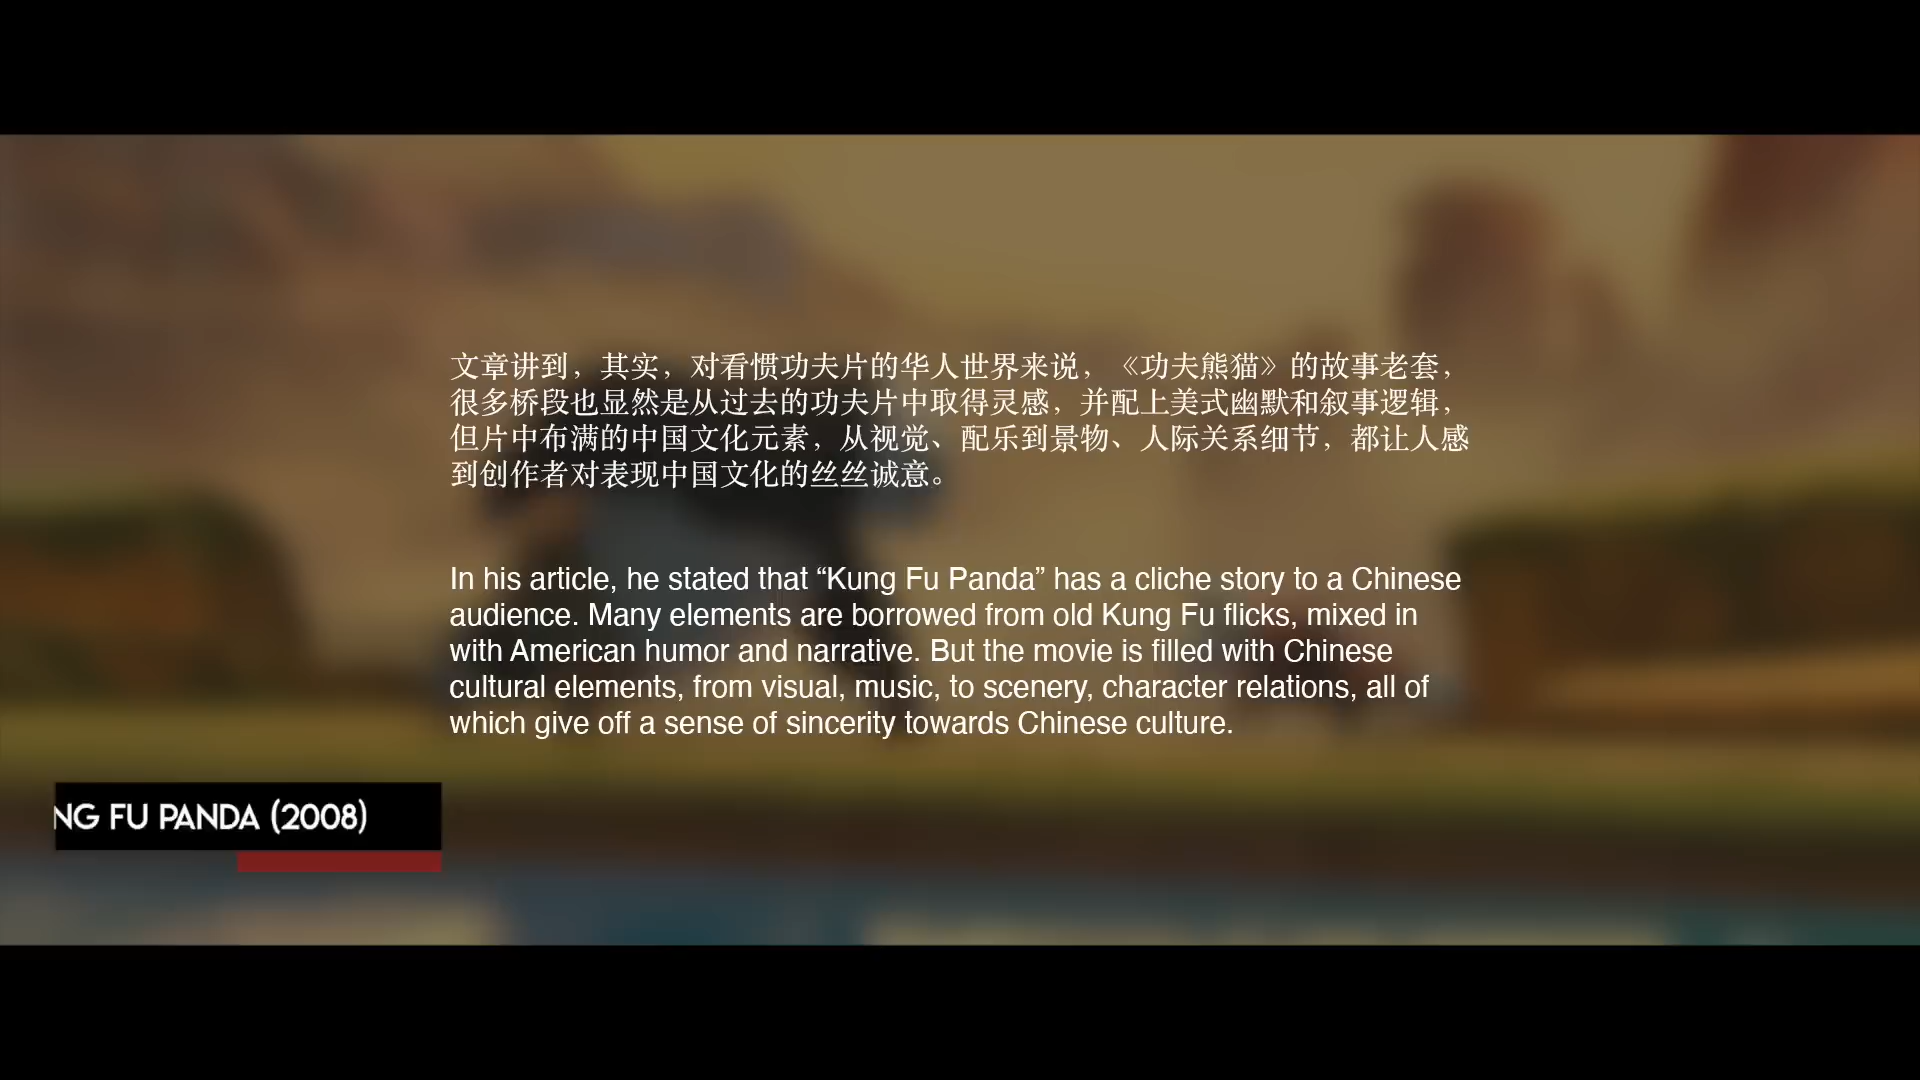 文章讲到，其实，对看惯功夫片的华人世界来说，《功夫熊猫》的故事老套，
很多桥段也显然是从过去的功夫片中取得灵感，并配上美式幽默和叙事逻辑，
但片中布满的中国文化元素，从视觉、配乐到景物、人际关系细节，都让人感
到创作者对表现中国文化的丝丝诚意。
In his article, he stated that “Kung Fu Panda” has a cliche story to a Chinese
audience. Many elements are borrowed from old Kung Fu flicks, mixed in
with American humor and narrative. But the movie is filled with Chinese
cultural elements, from visual, music, to scenery, character relations, all of
which give off a sense of sincerity towards Chinese culture.
NG FU PANDA (2008)